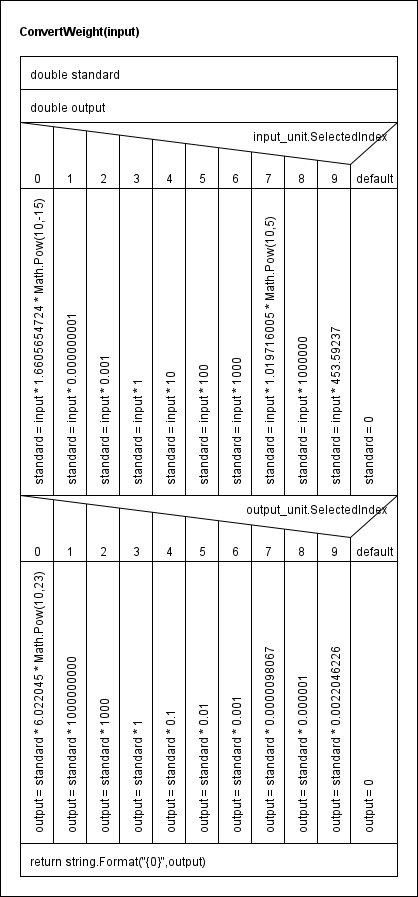 ConvertWeight(input)
double standard
double output
input_unit.SelectedIndex
0 1 2 3 4 5 6 7 8 9 default
standard = input * 1.6605654724 * Math.Pow(10,-15)
standard = input * 0.000000001
standard = input * 0.001
standard = input * 1
standard = input * 10
standard = input * 100
standard = input * 1000
standard = input * 1.019716005 * Math.Pow(10,5)
standard = input * 1000000
standard = input * 453.59237
standard = 0
output_unit.SelectedIndex
0 1 2 3 4 5 6 7 8 9 default
output = standard * 6.022045 * Math.Pow(10,23)
output = standard * 1000000000
output = standard * 1000
output = standard * 1
output = standard * 0.1
output = standard * 0.01
output = standard * 0.001
output = standard * 0.0000098067
output = standard * 0.000001
output = standard * 0.0022046226
output = 0
return string.Format("{0}",output)